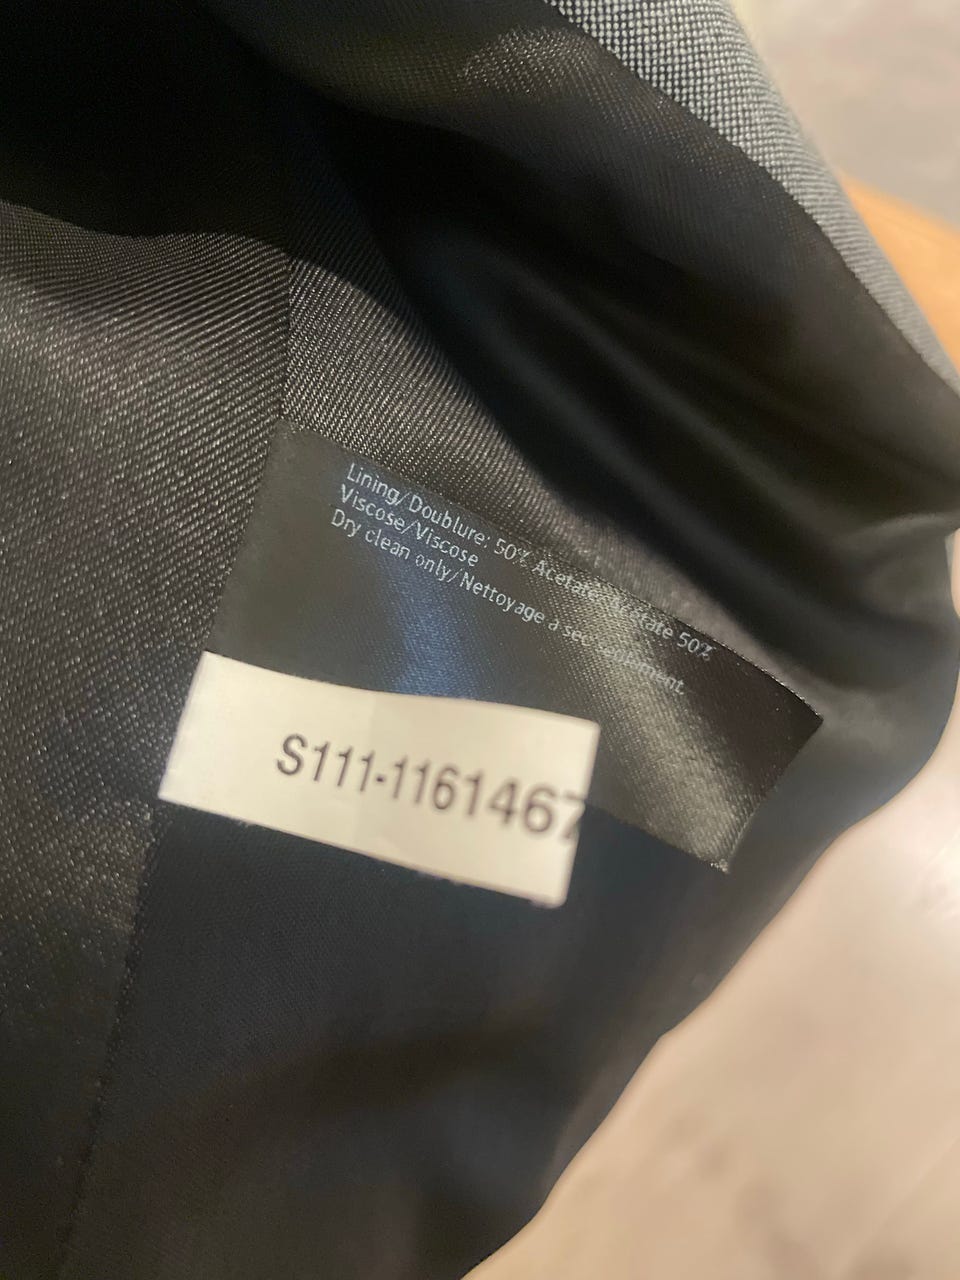 Lining/Doublure: 50% Acetate/Acetate 50%
Viscose/Viscose
Dry clean only/Nettoyage a sec seulement
S111-1161467